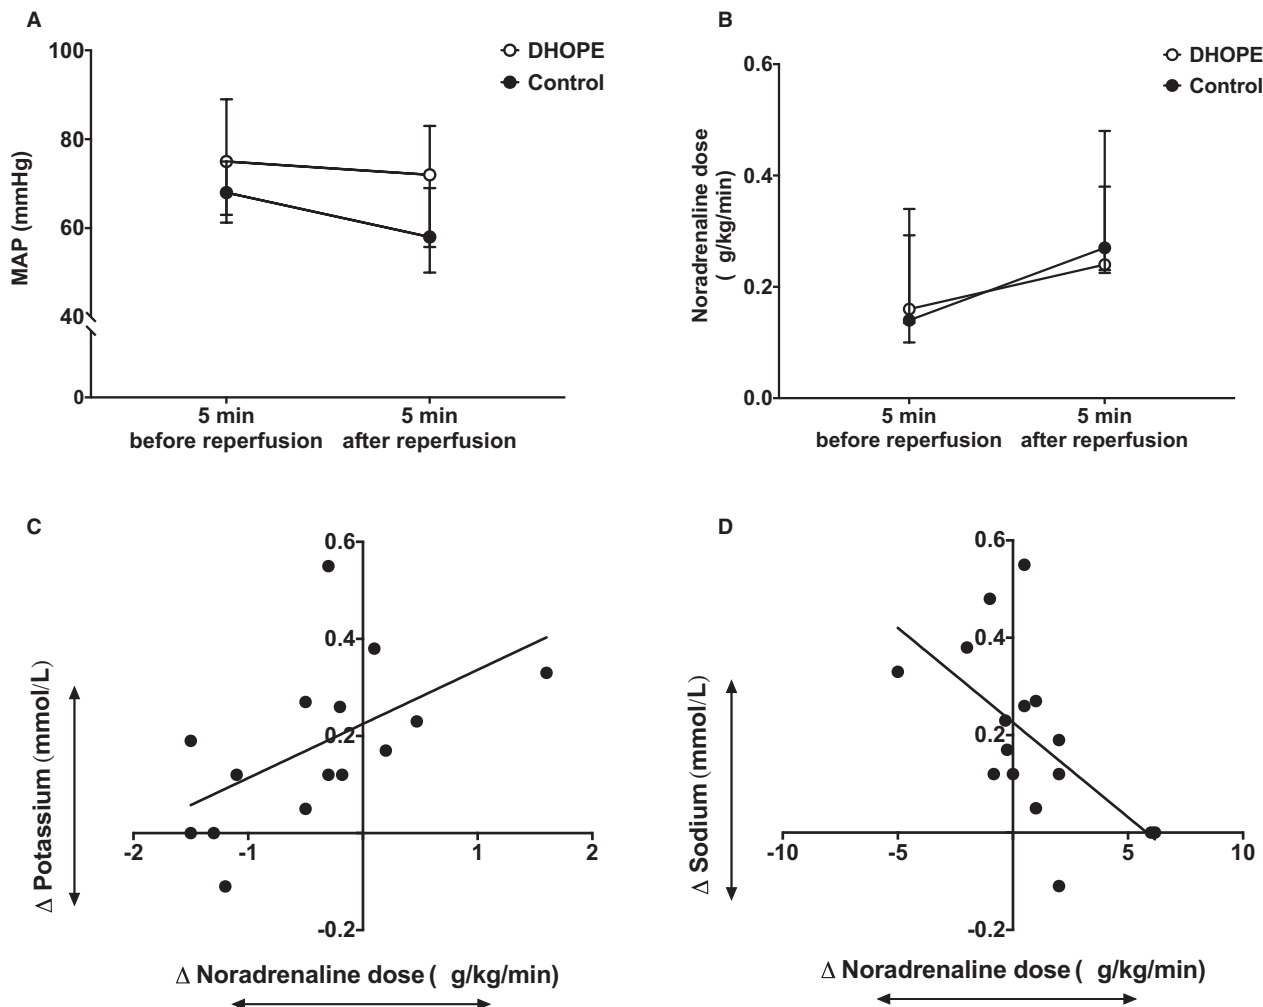 A
100
80
60
40
0
MAP (mmHg)
DHOPE
Control
5 min
before reperfusion
5 min
after reperfusion
B
0.6
0.4
0.2
0.0
Noradrenaline dose
( g/kg/min)
DHOPE
Control
5 min
before reperfusion
5 min
after reperfusion
C
0.6
0.4
0.2
-0.2
-2
-1
1
2
Δ Potassium (mmol/L)
Δ Noradrenaline dose ( g/kg/min)
D
0.6
0.4
0.2
-0.2
-10
-5
5
10
Δ Sodium (mmol/L)
Δ Noradrenaline dose ( g/kg/min)